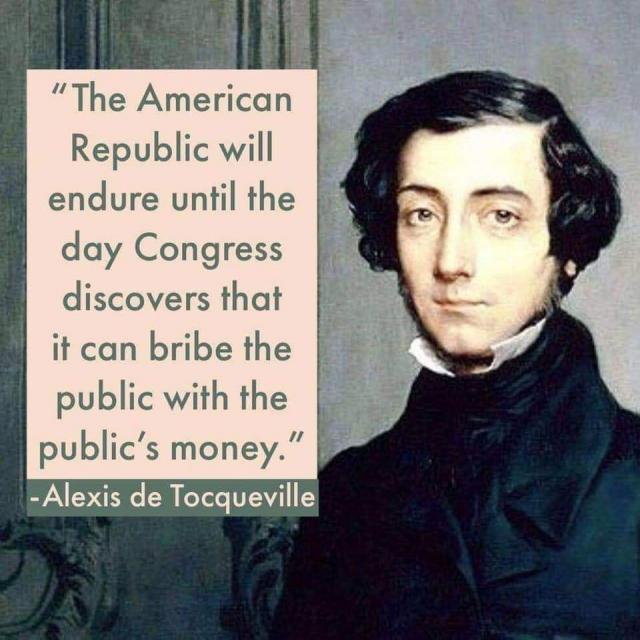 “The American
Republic will
endure until the
day Congress
discovers that
it can bribe the
public with the
public’s money.”
-Alexis de Tocqueville